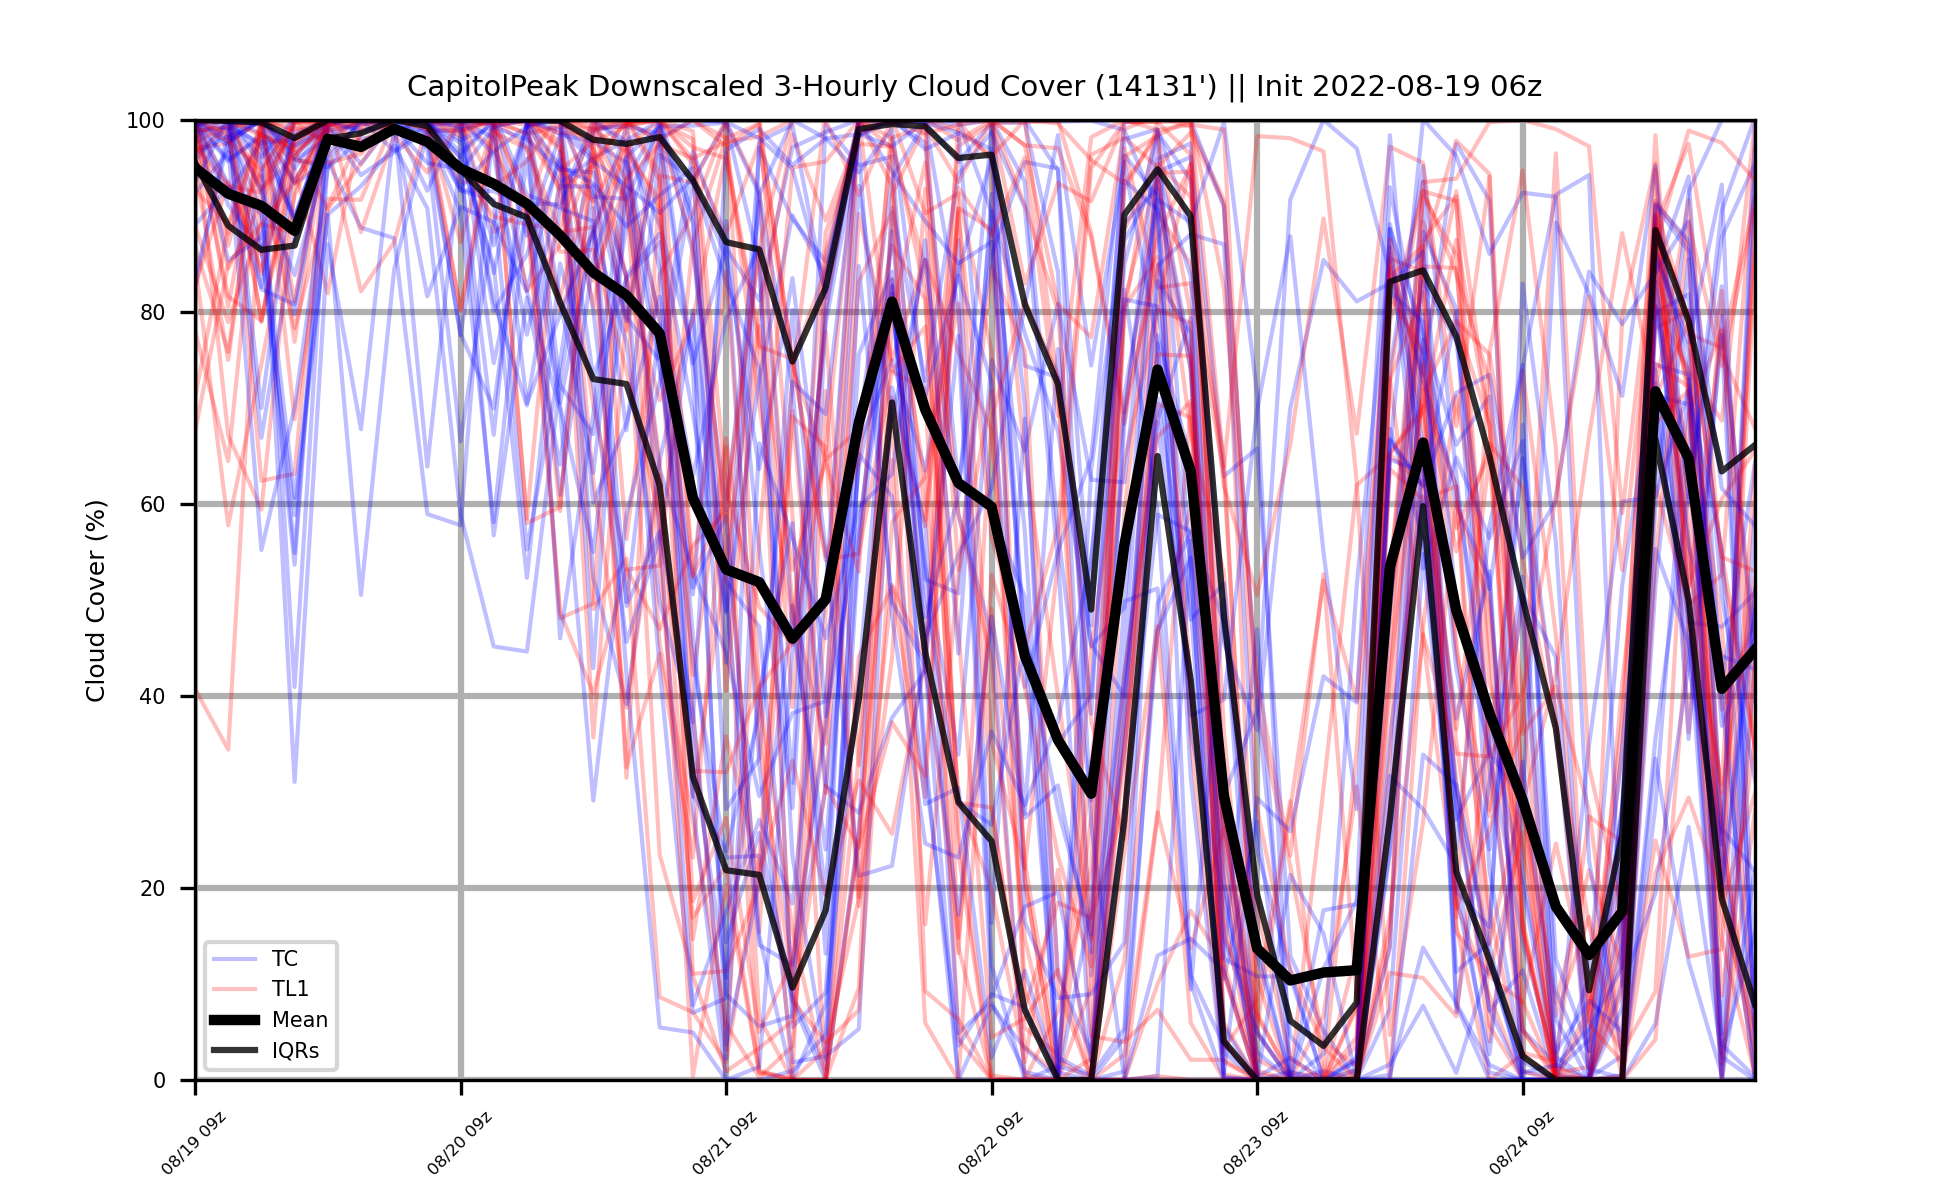 CapitolPeak Downscaled 3-Hourly Cloud Cover (14131') || Init 2022-08-19 06z
Cloud Cover (%)
100
80
60
40
20
0
TC
TL1
Mean
IQRs
08/19 09z
08/20 09z
08/21 09z
08/22 09z
08/23 09z
08/24 09z